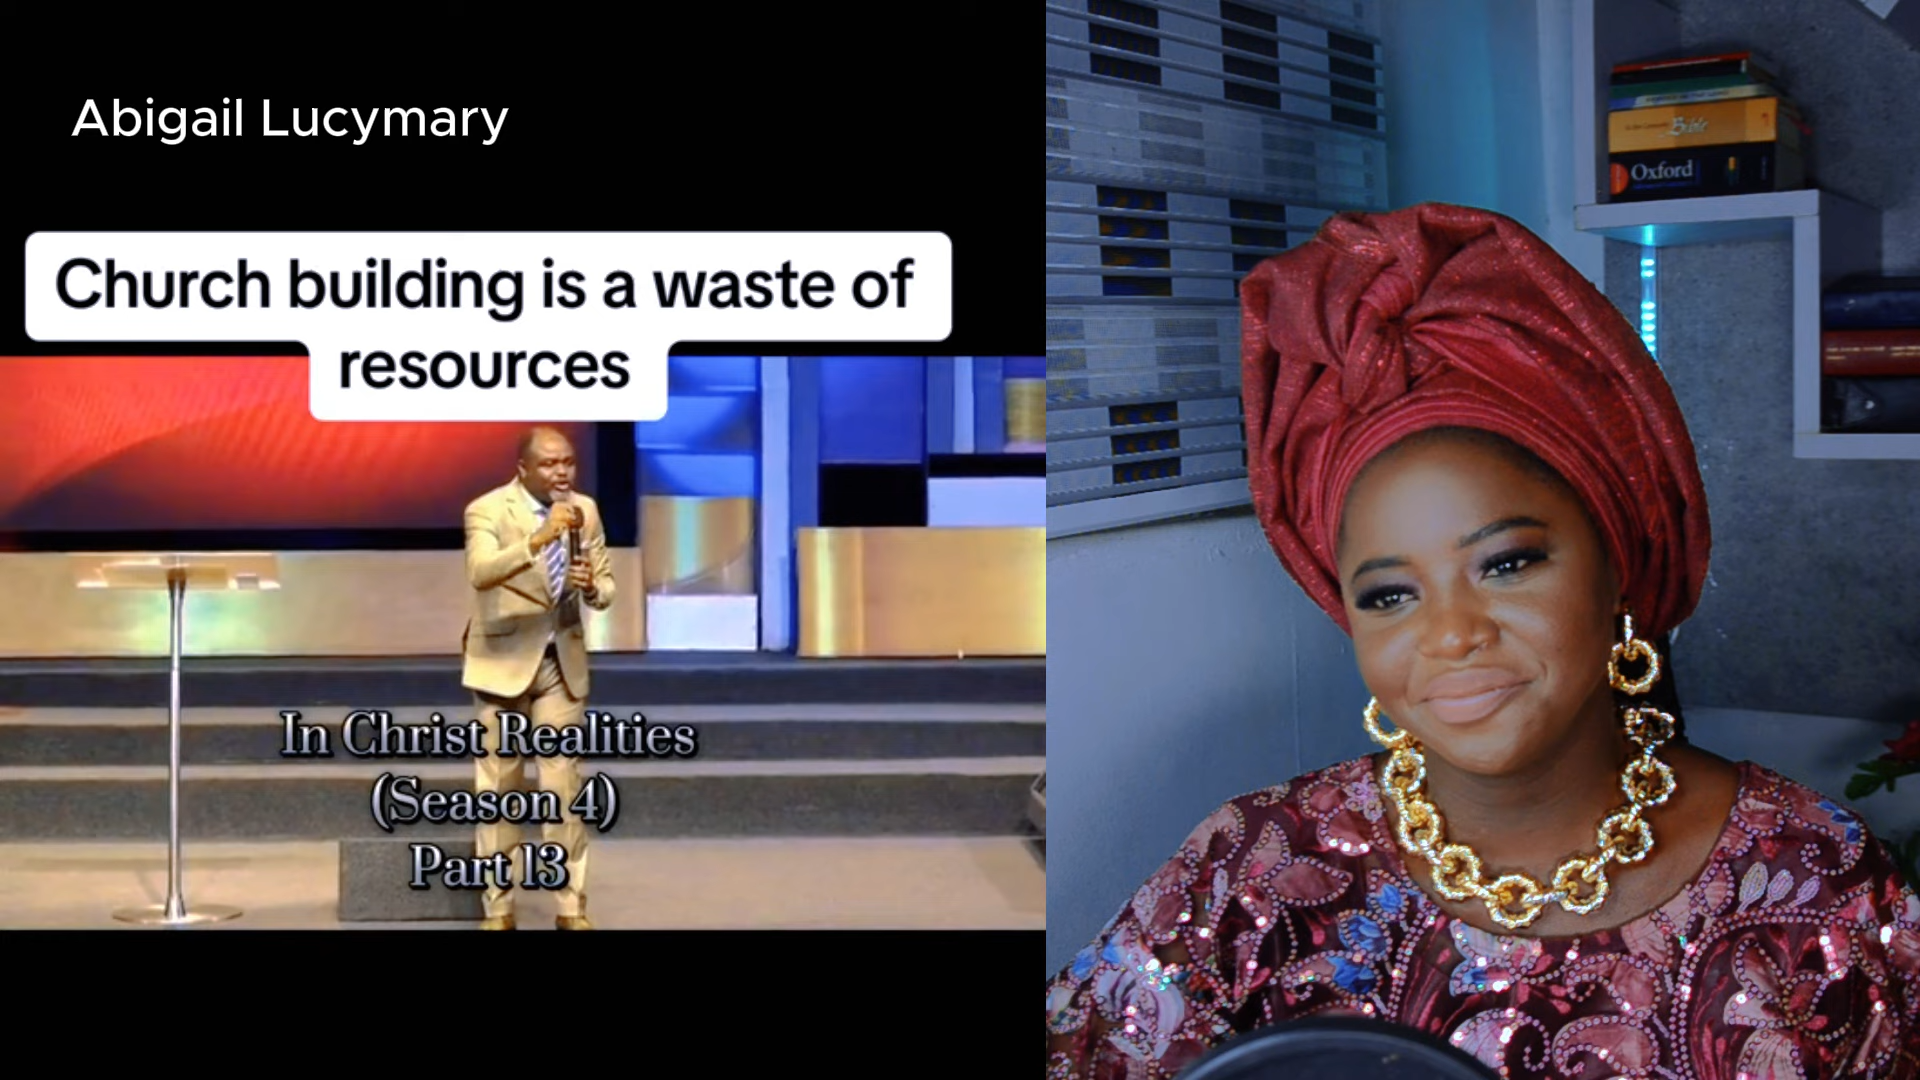 Abigail Lucymary
Church building is a waste of
resources
In Christ Realities
(Season 4)
Part 13
Bible
Oxford